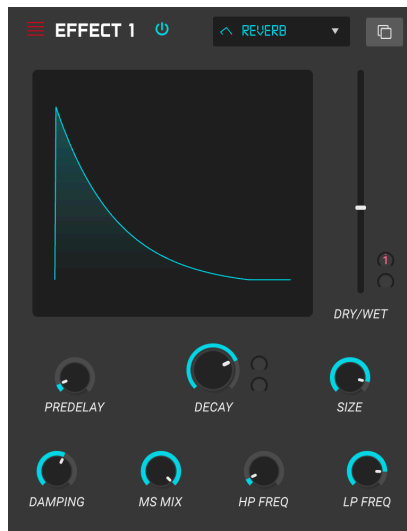 EFFECT 1 REVERB
1
DRY/WET
PREDELAY DECAY SIZE
DAMPING MS MIX HP FREQ LP FREQ